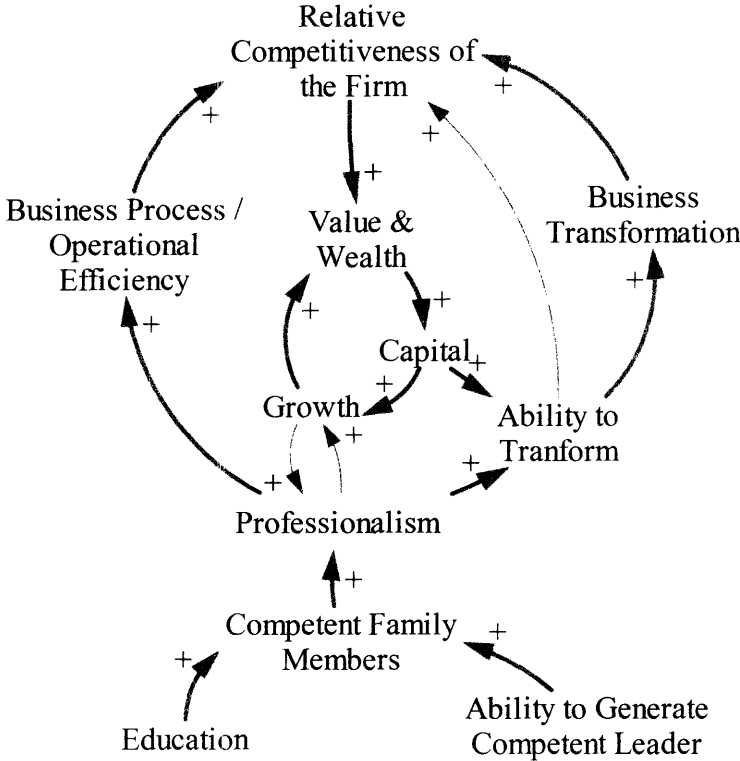 Relative
Competitiveness of
the Firm
+
+
+
+
Business Process /
Operational
Efficiency
Value &
Wealth
Business
Transformation
+
+
+
+
Capital
+
+
Growth
Ability to
Tranform
+
+
+
Professionalism
+
Competent Family
Members
+
+
Education
Ability to Generate
Competent Leader